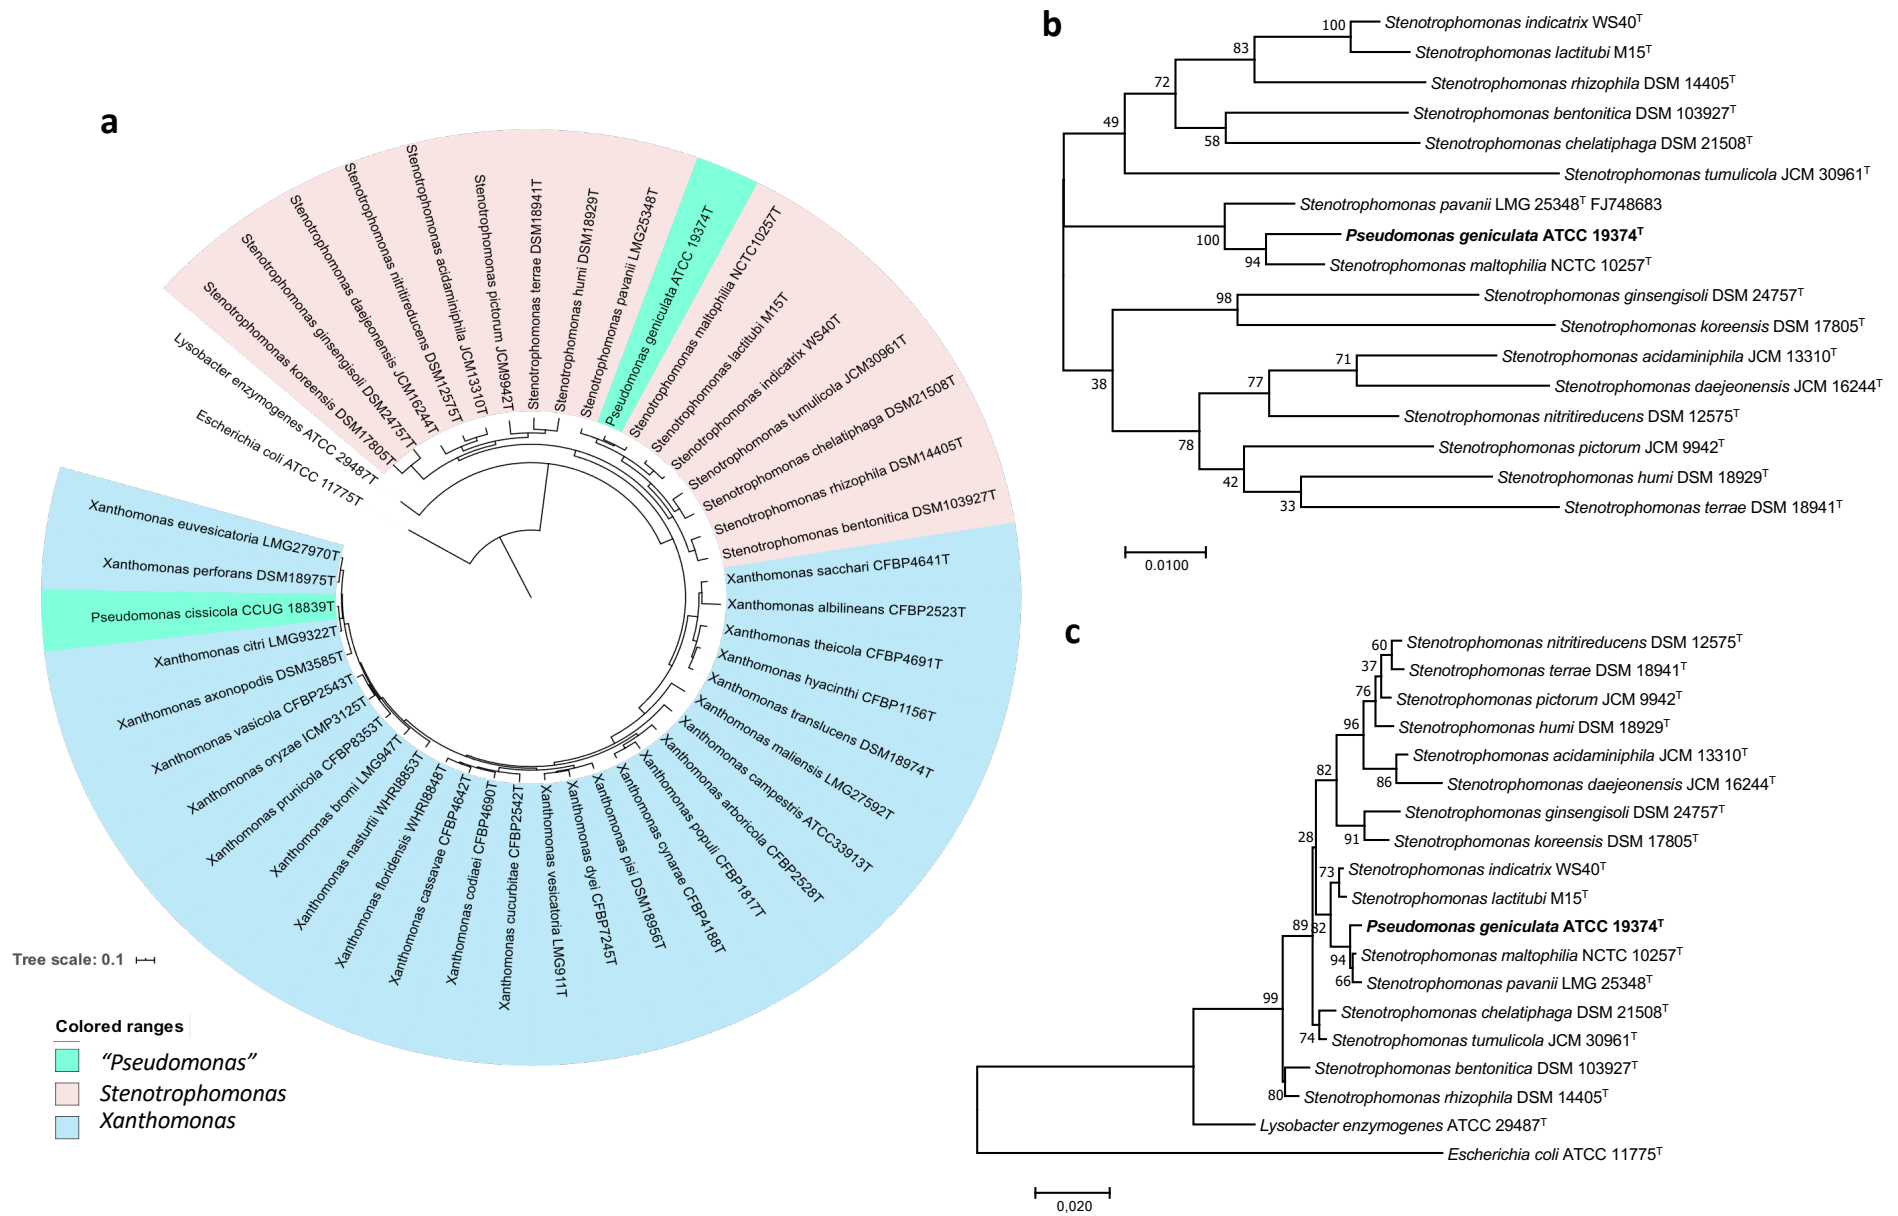 a
Stenotrophomonas koreensis DSM17805T
Stenotrophomonas ginsengisoli DSM24757T
Stenotrophomonas daejeonensis JCM16244T
Stenotrophomonas nitritireducens DSM12575T
Stenotrophomonas acidaminiphila JCM13310T
Stenotrophomonas pictorum JCM9942T
Stenotrophomonas terrae DSM18941T
Stenotrophomonas humi DSM18929T
Stenotrophomonas pavanii LMG25348T
Pseudomonas geniculata ATCC 19374T
Stenotrophomonas maltophilia NCTC10257T
Stenotrophomonas lactitubi M15T
Stenotrophomonas indicatrix WS40T
Stenotrophomonas tumulicola JCM30961T
Stenotrophomonas chelatiphaga DSM21508T
Stenotrophomonas rhizophila DSM14405T
Stenotrophomonas bentonitica DSM103927T
Xanthomonas sacchari CFBP4641T
Xanthomonas albilineans CFBP2523T
Xanthomonas theicola CFBP4691T
Xanthomonas hyacinthi CFBP1156T
Xanthomonas translucens DSM18974T
Xanthomonas maliensis LMG27592T
Xanthomonas campestris ATCC33913T
Xanthomonas arboricola CFBP2528T
Xanthomonas populi CFBP1817T
Xanthomonas cynarae CFBP4188T
Xanthomonas pisi DSM18956T
Xanthomonas dyei CFBP7245T
Xanthomonas vesicatoria LMG911T
Xanthomonas cucurbitae CFBP2542T
Xanthomonas codiaei CFBP4690T
Xanthomonas cassavae CFBP4642T
Xanthomonas floridensis WHRI8848T
Xanthomonas nasturtii WHRI8853T
Xanthomonas bromi LMG947T
Xanthomonas prunicola CFBP8353T
Xanthomonas oryzae ICMP3125T
Xanthomonas vasicola CFBP2543T
Xanthomonas axonopodis DSM3585T
Xanthomonas citri LMG9322T
Pseudomonas cissicola CCUG 18839T
Xanthomonas perforans DSM18975T
Xanthomonas euvesicatoria LMG27970T
Escherichia coli ATCC 11775T
Lysobacter enzymogenes ATCC 29487T
Tree scale: 0.1
Colored ranges
“Pseudomonas”
Stenotrophomonas
Xanthomonas
b
Stenotrophomonas indicatrix WS40T
100
Stenotrophomonas lactitubi M15T
83
Stenotrophomonas rhizophila DSM 14405T
72
Stenotrophomonas bentonitica DSM 103927T
49
58
Stenotrophomonas chelatiphaga DSM 21508T
Stenotrophomonas tumulicola JCM 30961T
Stenotrophomonas pavanii LMG 25348T FJ748683
100
Pseudomonas geniculata ATCC 19374T
94
Stenotrophomonas maltophilia NCTC 10257T
98
Stenotrophomonas ginsengisoli DSM 24757T
Stenotrophomonas koreensis DSM 17805T
71
Stenotrophomonas acidaminiphila JCM 13310T
38
77
Stenotrophomonas daejeonensis JCM 16244T
Stenotrophomonas nitritireducens DSM 12575T
78
Stenotrophomonas pictorum JCM 9942T
42
Stenotrophomonas humi DSM 18929T
33
Stenotrophomonas terrae DSM 18941T
0.0100
c
60
Stenotrophomonas nitritireducens DSM 12575T
37
Stenotrophomonas terrae DSM 18941T
76
Stenotrophomonas pictorum JCM 9942T
96
Stenotrophomonas humi DSM 18929T
Stenotrophomonas acidaminiphila JCM 13310T
82
86
Stenotrophomonas daejeonensis JCM 16244T
Stenotrophomonas ginsengisoli DSM 24757T
28
91
Stenotrophomonas koreensis DSM 17805T
73
Stenotrophomonas indicatrix WS40T
Stenotrophomonas lactitubi M15T
89
82
Pseudomonas geniculata ATCC 19374T
94
Stenotrophomonas maltophilia NCTC 10257T
66
Stenotrophomonas pavanii LMG 25348T
99
Stenotrophomonas chelatiphaga DSM 21508T
74
Stenotrophomonas tumulicola JCM 30961T
Stenotrophomonas bentonitica DSM 103927T
80
Stenotrophomonas rhizophila DSM 14405T
Lysobacter enzymogenes ATCC 29487T
Escherichia coli ATCC 11775T
0,020